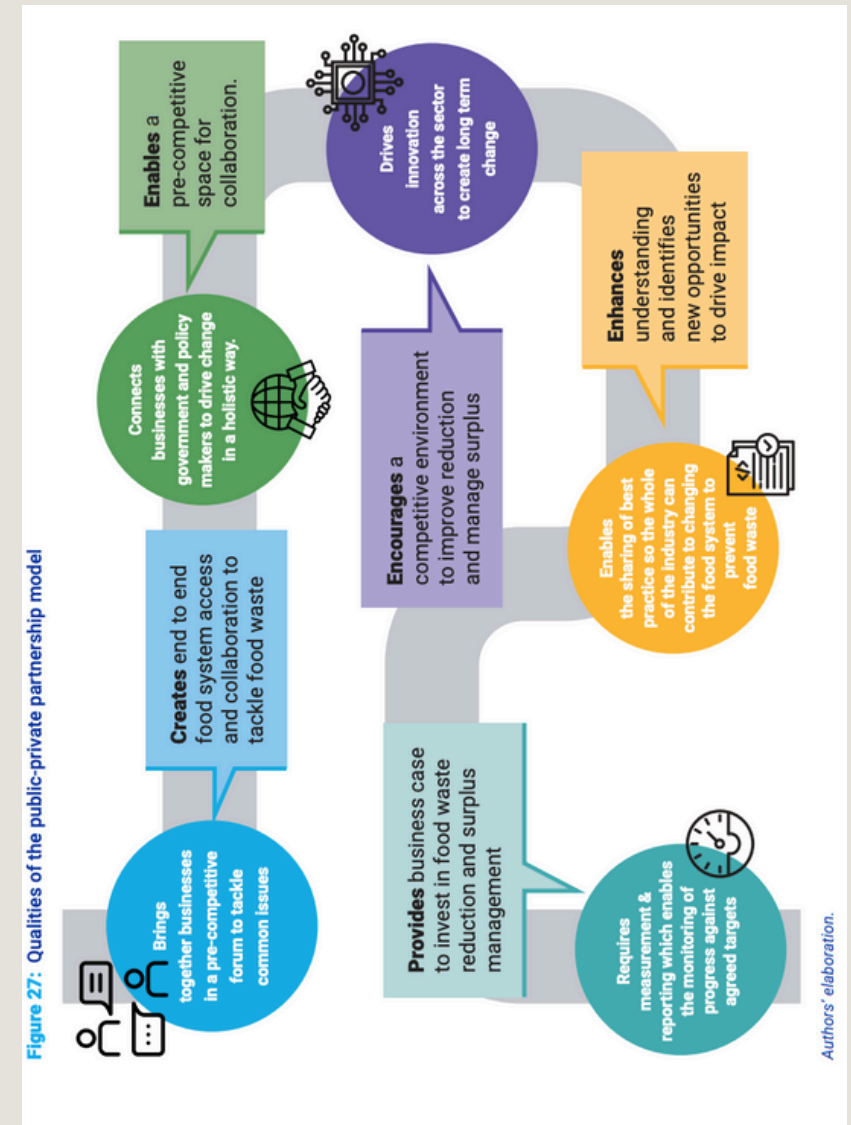 Figure 27: Qualities of the public-private partnership model
Brings
together businesses
in a pre-competitive
forum to tackle
common issues
Creates end to end
food system access
and collaboration to
tackle food waste
Connects
businesses with
government and policy
makers to drive change
in a holistic way.
Enables a
pre-competitive
space for
collaboration.
Drives
innovation
across the sector
to create long term
change
Encourages a
competitive environment
to improve reduction
and manage surplus
Enhances
understanding
and identifies
new opportunities
to drive impact
Enables
the sharing of best
practice so the whole
of the industry can
contribute to changing
the food system to
prevent
food waste
Provides business case
to invest in food waste
reduction and surplus
management
Requires
measurement &
reporting which enables
the monitoring of
progress against
agreed targets
Authors' elaboration.